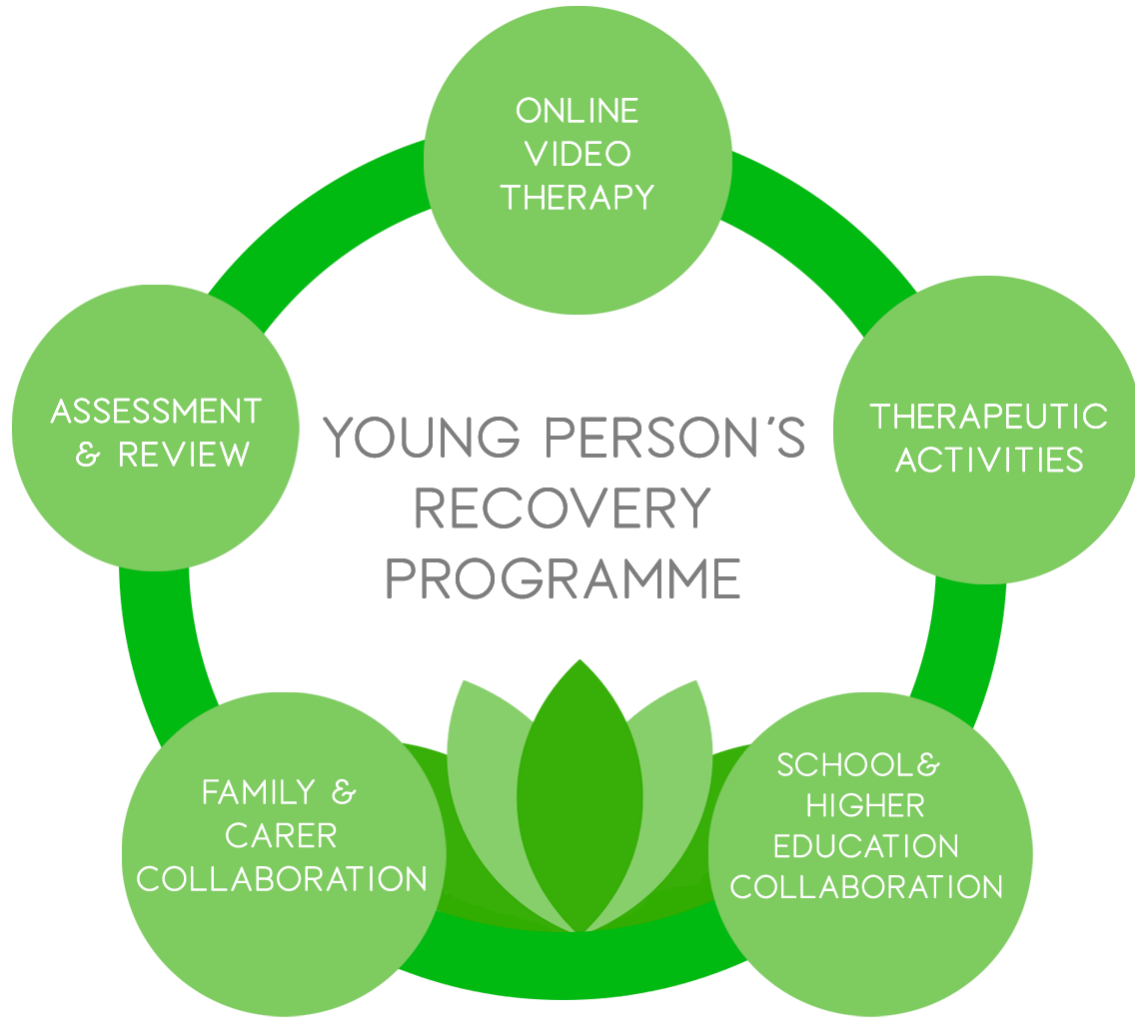 ONLINE
VIDEO
THERAPY
ASSESSMENT
& REVIEW
YOUNG PERSON'S
RECOVERY
PROGRAMME
THERAPEUTIC
ACTIVITIES
FAMILY &
CARER
COLLABORATION
SCHOOL&
HIGHER
EDUCATION
COLLABORATION